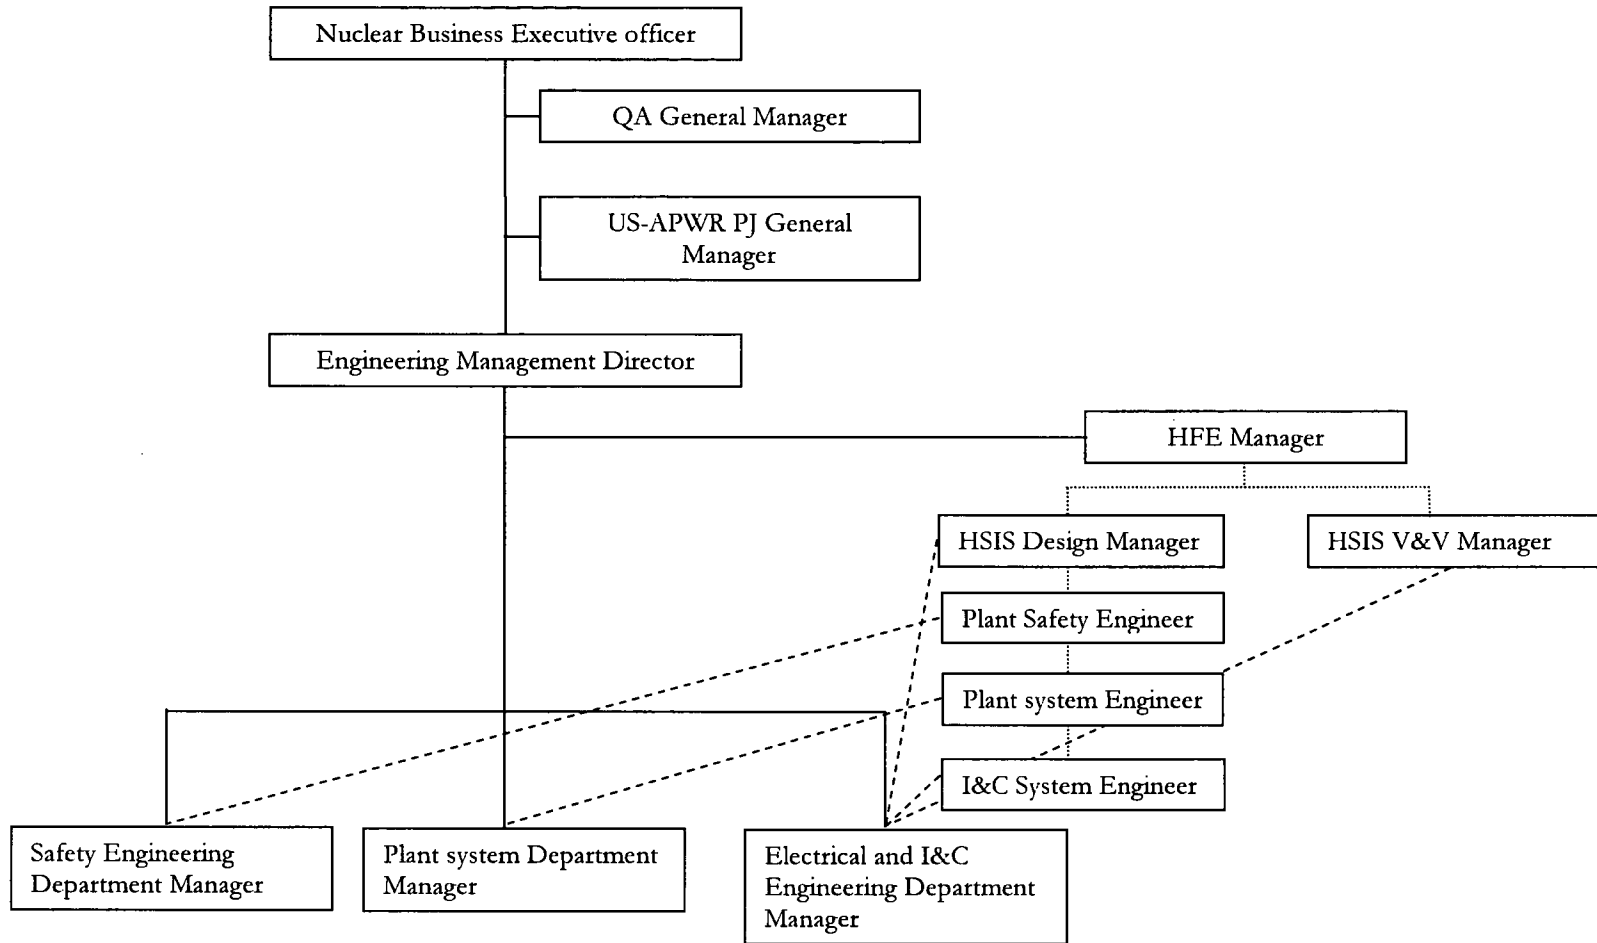 Nuclear Business Executive officer
QA General Manager
US-APWR PJ General
Manager
Engineering Management Director
HFE Manager
HSIS Design Manager
HSIS V&V Manager
Plant Safety Engineer
Plant system Engineer
I&C System Engineer
Safety Engineering
Department Manager
Plant system Department
Manager
Electrical and I&C
Engineering Department
Manager